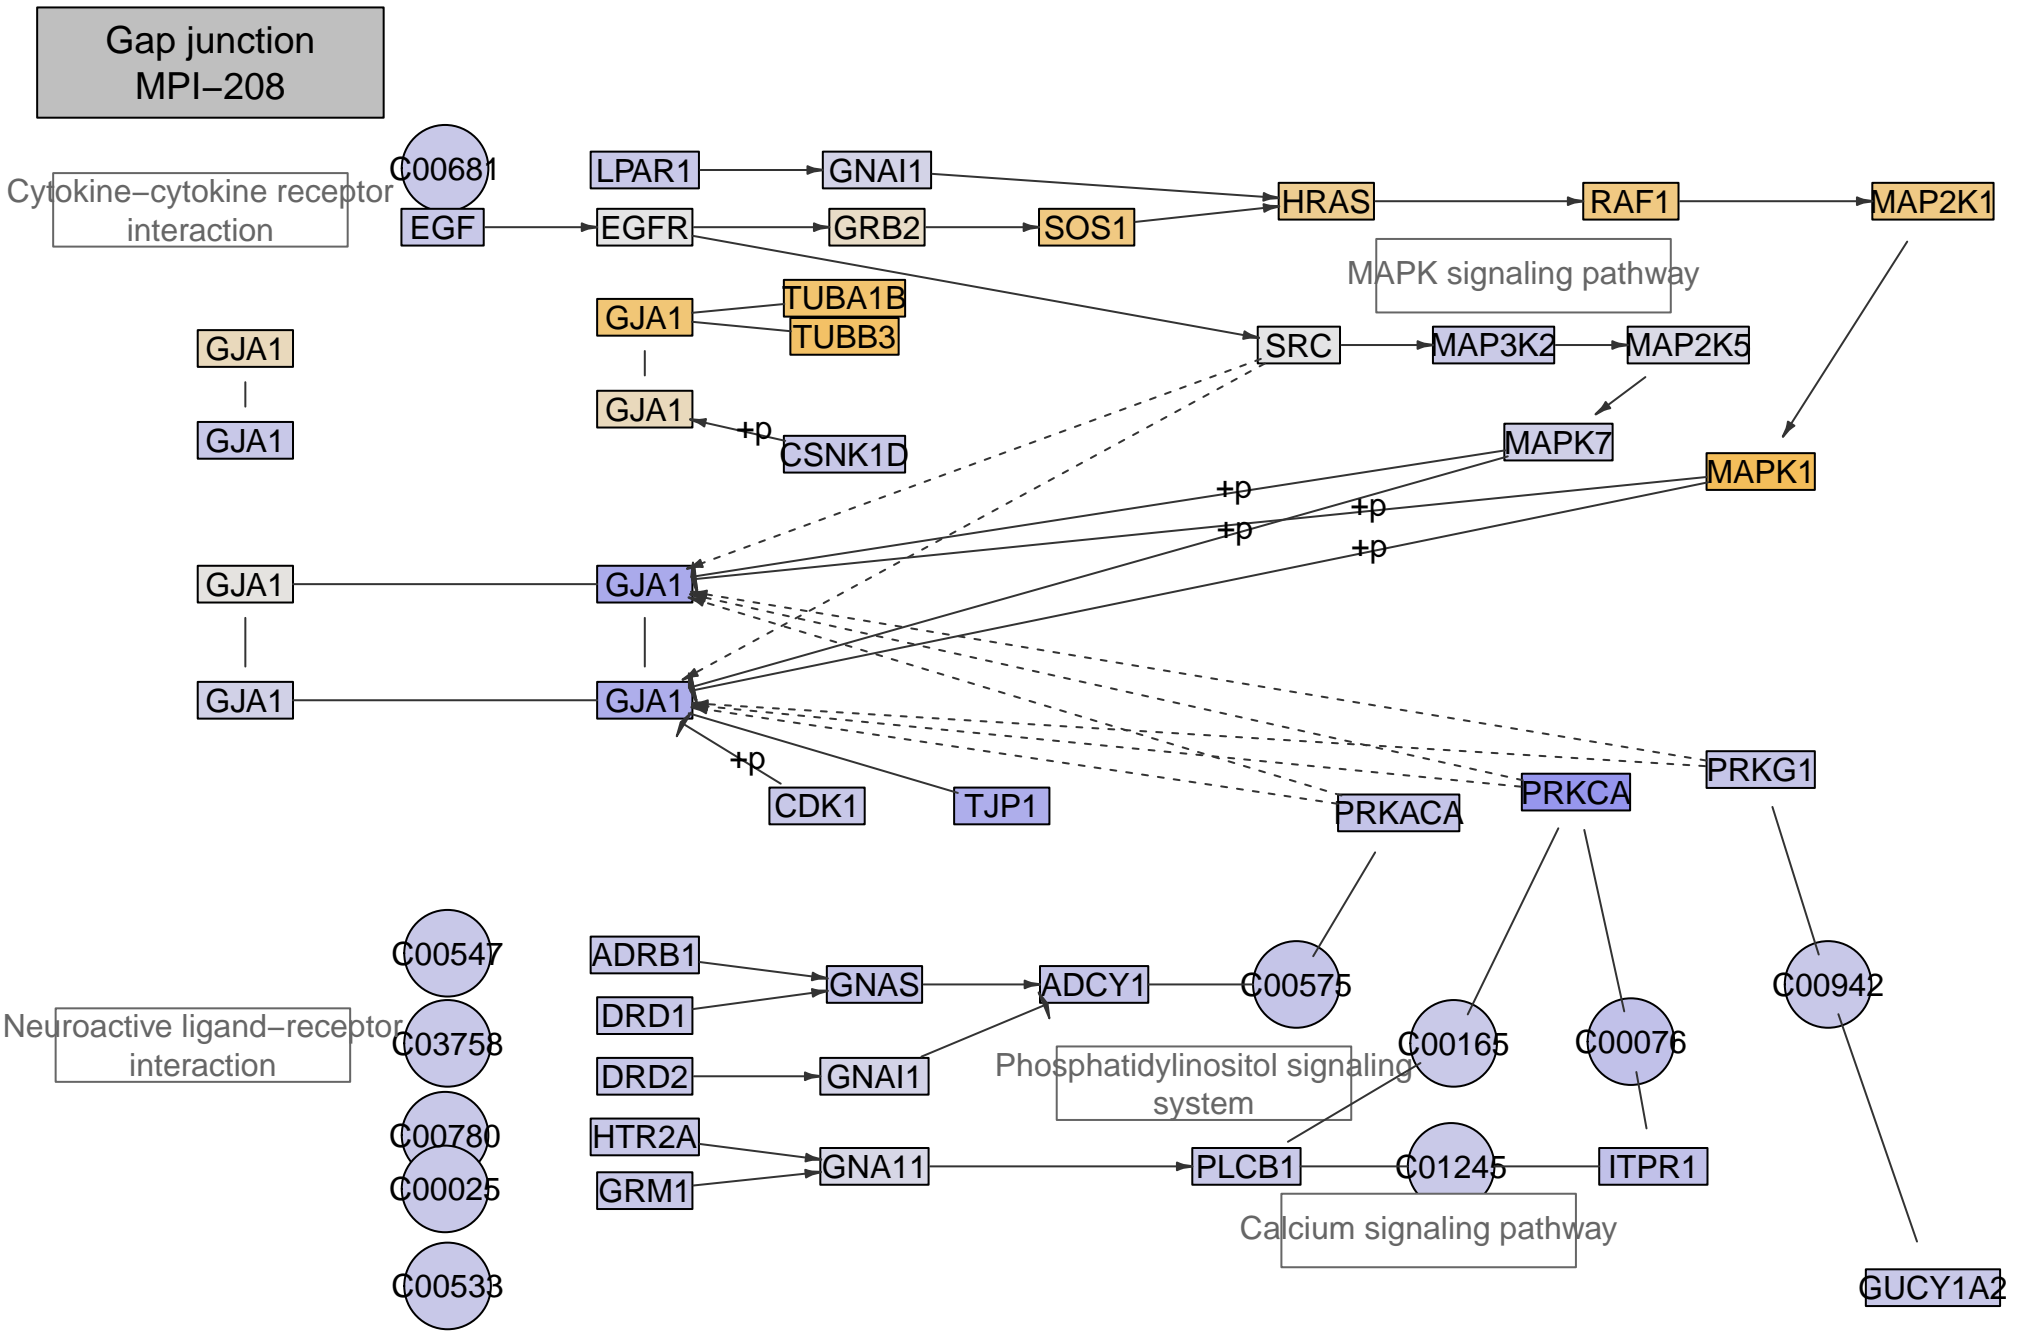 Gap junction
MPI−208
C00681
LPAR1
GNAI1
Cytokine−cytokine receptor
interaction
HRAS
RAF1
MAP2K1
EGF
EGFR
GRB2
SOS1
MAPK signaling pathway
TUBA1B
GJA1
TUBB3
GJA1
SRC
MAP3K2
MAP2K5
GJA1
+p
GJA1
CSNK1D
MAPK7
MAPK1
+p
+p
+p
+p
GJA1
GJA1
GJA1
GJA1
+p
PRKG1
CDK1
TJP1
PRKACA
PRKCA
C00547
ADRB1
GNAS
ADCY1
C00575
C00942
DRD1
Neuroactive ligand−receptor
interaction
C03758
C00165
C00076
DRD2
GNAI1
Phosphatidylinositol signaling
system
C00780
HTR2A
GNA11
PLCB1
C01245
ITPR1
C00025
GRM1
Calcium signaling pathway
C00533
GUCY1A2